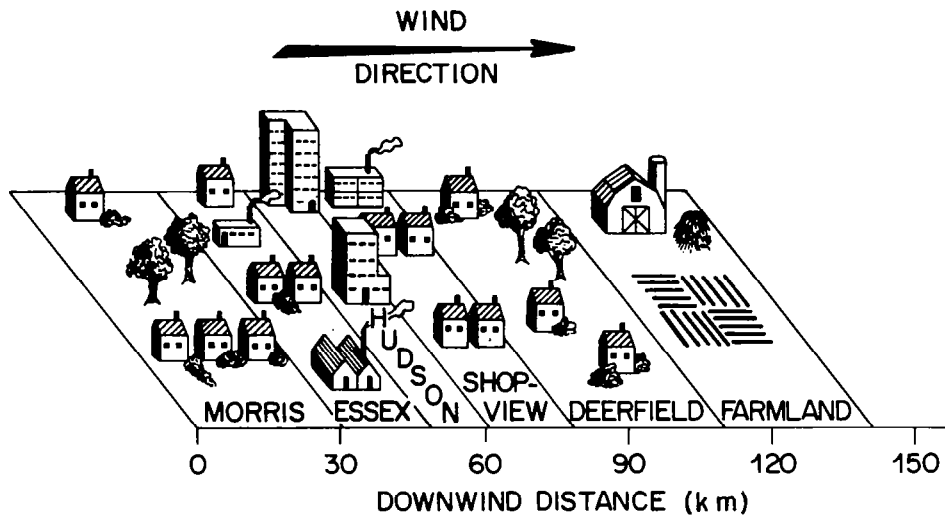 WIND
DIRECTION
HUDSON
SHOP-
MORRIS ESSEX VIEW DEERFIELD FARMLAND
0 30 60 90 120 150
DOWNWIND DISTANCE (km)